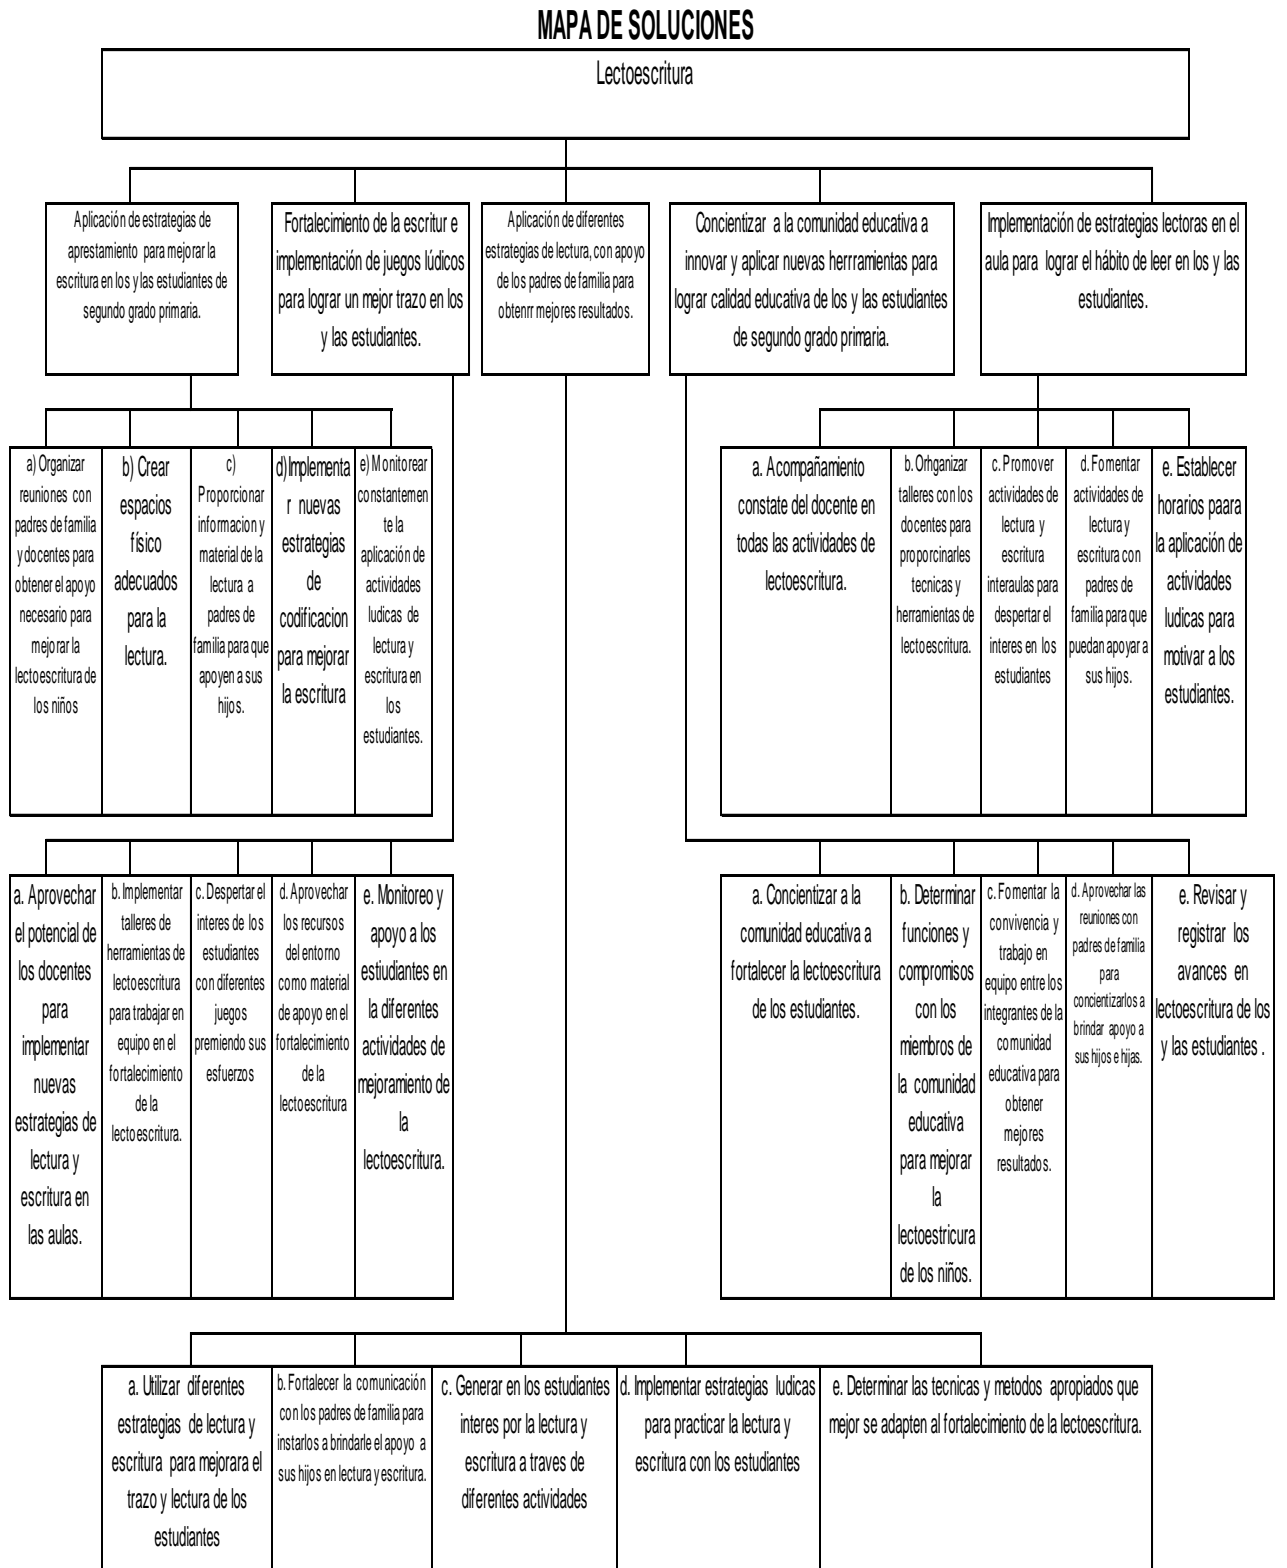 MAPA DE SOLUCIONES
Lectoescritura
Aplicación de estrategias de
aprestamiento para mejorar la
escritura en los y las estudiantes de
segundo grado primaria.
Fortalecimiento de la escritur e
implementación de juegos lúdicos
para lograr un mejor trazo en los
y las estudiantes.
Aplicación de diferentes
estrategias de lectura, con apoyo
de los padres de familia para
obtenrr mejores resultados.
Concientizar a la comunidad educativa a
innovar y aplicar nuevas herrramientas para
lograr calidad educativa de los y las estudiantes
de segundo grado primaria.
Implementación de estrategias lectoras en el
aula para lograr el hábito de leer en los y las
estudiantes.
a) Organizar
reuniones con
padres de familia
y docentes para
obtener el apoyo
necesario para
mejorar la
lectoescritura de
los niños
b) Crear
espacios
físico
adecuados
para la
lectura.
c)
Proporcionar
informacion y
material de la
lectura a
padres de
familia para que
apoyen a sus
hijos.
d)Implementa
r nuevas
estrategias
de
codificacion
para mejorar
la escritura
e) Monitorear
constantemen
te la
aplicación de
actividades
ludicas de
lectura y
escritura en
los
estudiantes.
a. Acompañamiento
constate del docente en
todas las actividades de
lectoescritura.
b. Orhganizar
talleres con los
docentes para
proporcinarles
tecnicas y
herramientas de
lectoescritura.
c. Promover
actividades de
lectura y
escritura
interaulas para
despertar el
interes en los
estudiantes
d. Fomentar
actividades de
lectura y
escritura con
padres de
familia para que
puedan apoyar a
sus hijos.
e. Establecer
horarios paara
la aplicación de
actividades
ludicas para
motivar a los
estudiantes.
a. Aprovechar
el potencial de
los docentes
para
implementar
nuevas
estrategias de
lectura y
escritura en
las aulas.
b. Implementar
talleres de
herramientas de
lectoescritura
para trabajar en
equipo en el
fortalecimiento
de la
lectoescritura.
c. Despertar el
interes de los
estudiantes
con diferentes
juegos
premiendo sus
esfuerzos
d. Aprovechar
los recursos
del entorno
como material
de apoyo en el
fortalecimiento
de la
lectoescritura
e. Monitoreo y
apoyo a los
estiudiantes en
la diferentes
actividades de
mejoramiento de
la
lectoescritura.
a. Concientizar a la
comunidad educativa a
fortalecer la lectoescritura
de los estudiantes.
b. Determinar
funciones y
compromisos
con los
miembros de
la comunidad
educativa
para mejorar
la
lectoestricura
de los niños.
c. Fomentar la
convivencia y
trabajo en
equipo entre los
integrantes de la
comunidad
educativa para
obtener
mejores
resultados.
d. Aprovechar las
reuniones con
padres de familia
para
concientizarlos a
brindar apoyo a
sus hijos e hijas.
e. Revisar y
registrar los
avances en
lectoescritura de los
y las estudiantes .
a. Utilizar diferentes
estrategias de lectura y
escritura para mejorara el
trazo y lectura de los
estudiantes
b. Fortalecer la comunicación
con los padres de familia para
instarlos a brindarle el apoyo a
sus hijos en lectura y escritura.
c. Generar en los estudiantes
interes por la lectura y
escritura a traves de
diferentes actividades
d. Implementar estrategias ludicas
para practicar la lectura y
escritura con los estudiantes
e. Determinar las tecnicas y metodos apropiados que
mejor se adapten al fortalecimiento de la lectoescritura.